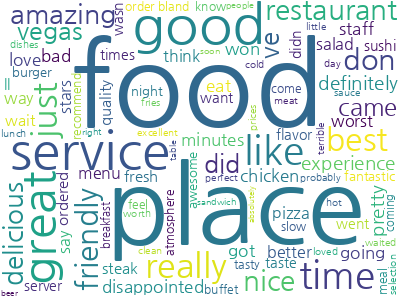 amazing
wasn
good
order bland
know
people
restaurant
vegas
ve
won
didn
little
staff
dishes
bad
times
think
soon
salad
sushi
love
burger
food
cold
don
stars
quality
night
fries
eat
want
come
meat
day
sauce
definitely
ll
way
wait
just
recommend
came
worst
lunch
right
minutes
flavor
terrible
best
service
table
excellent
like
prices
experience
delicious
great
say
ordered
menu
fresh
did
awesome
perfect
chicken
probably
fantastic
friendly
breakfast
feel
worth
atmosphere
place
sandwich
hot
pizza
slow
pretty
coming
went
waited
clean
really
got
tasty
taste
better
loved
going
time
meal
selection
server
steak
disappointed
buffet
nice
beer